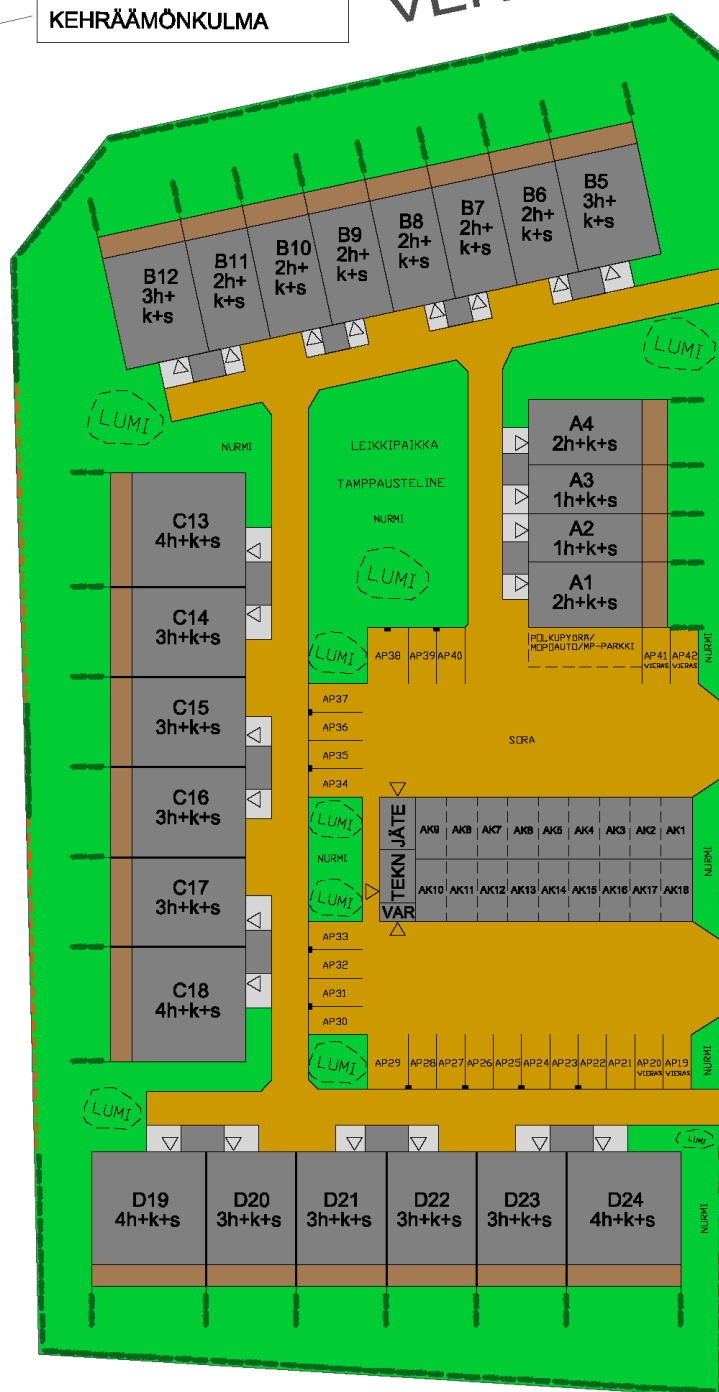 KEHRÄÄMÖNKULMA
B5
3h+
k+s
B6
2h+
k+s
B7
2h+
k+s
B8
2h+
k+s
B9
2h+
k+s
B10
2h+
k+s
B11
2h+
k+s
B12
3h+
k+s
LUMI
LUMI
NURMI
LEIKKIPAIKKA
TAMPPAUSTELINE
NURMI
LUMI
A4
2h+k+s
A3
1h+k+s
A2
1h+k+s
A1
2h+k+s
C13
4h+k+s
C14
3h+k+s
C15
3h+k+s
C16
3h+k+s
C17
3h+k+s
C18
4h+k+s
LUMI
AP38 AP39 AP40
POLKUPYÖRÄ/
MOPOAUTO/MP-PARKKI
AP41 AP42
VIERAS VIERAS
NURMI
AP37
AP36
AP35
AP34
SORA
LUMI
NURMI
LUMI
JÄTE
TEKN
VAR
AK9 AK8 AK7 AK6 AK5 AK4 AK3 AK2 AK1
AK10 AK11 AK12 AK13 AK14 AK15 AK16 AK17 AK18
NURMI
AP33
AP32
AP31
AP30
LUMI
AP29 AP28 AP27 AP26 AP25 AP24 AP23 AP22 AP21 AP20 AP19
VIERAS VIERAS
NURMI
LUMI
LUMI
D19
4h+k+s
D20
3h+k+s
D21
3h+k+s
D22
3h+k+s
D23
3h+k+s
D24
4h+k+s
NURMI